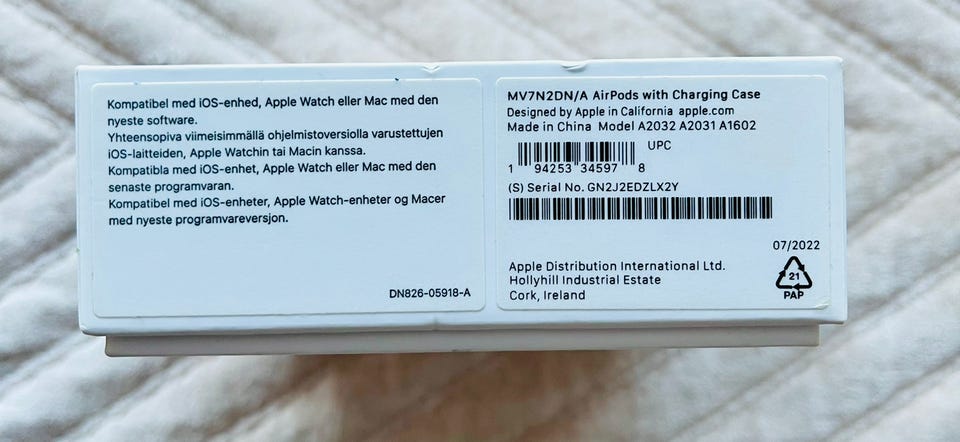 Kompatibel med iOS-enhed, Apple Watch eller Mac med den
nyeste software.
Yhteensopiva viimeisimmällä ohjelmistoversiolla varustettujen
iOS-laitteiden, Apple Watchin tai Macin kanssa.
Kompatibla med iOS-enhet, Apple Watch eller Mac med den
senaste programvaran.
Kompatibel med iOS-enheter, Apple Watch-enheter og Macer
med nyeste programvareversjon.
DN826-05918-A
MV7N2DN/A AirPods with Charging Case
Designed by Apple in California apple.com
Made in China Model A2032 A2031 A1602
UPC
1 94253 34597 8
(S) Serial No. GN2J2EDZLX2Y
07/2022
Apple Distribution International Ltd.
Hollyhill Industrial Estate
Cork, Ireland
21
PAP